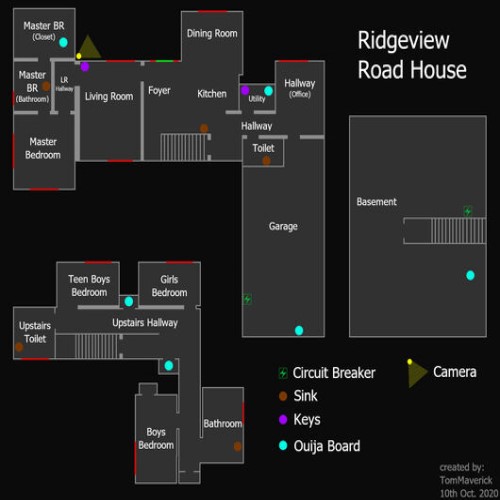 Ridgeview
Road House
Master BR
(Closet)
Dining Room
Master
BR
(Bathroom)
LR
Hallway
Living Room
Foyer
Kitchen
Utility
Hallway
(Office)
Hallway
Toilet
Master
Bedroom
Garage
Basement
Teen Boys
Bedroom
Girls
Bedroom
Upstairs
Toilet
Upstairs Hallway
Boys
Bedroom
Bathroom
Circuit Breaker
Sink
Keys
Ouija Board
Camera
created by:
TomMaverick
10th Oct. 2020